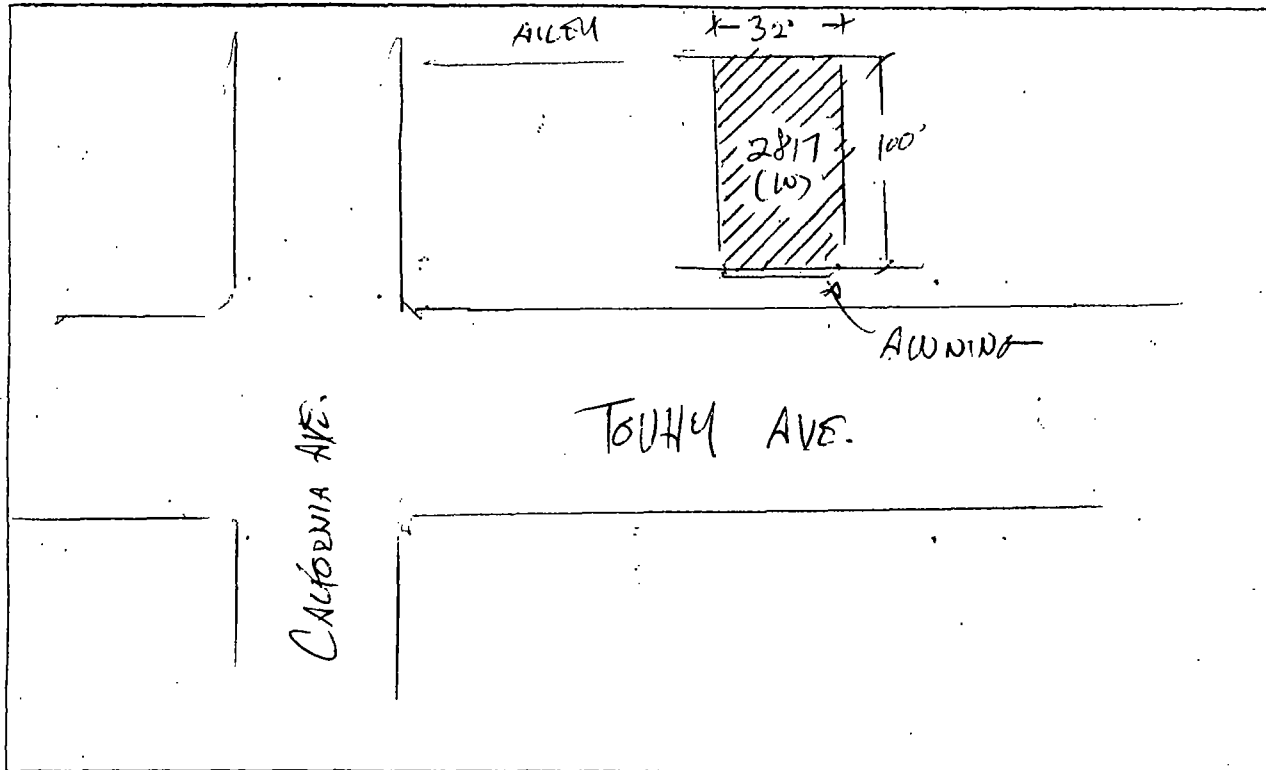 ALLEY
32'
2817
(W)
100'
AWNING
TOUHY AVE.
CALIFORNIA AVE.